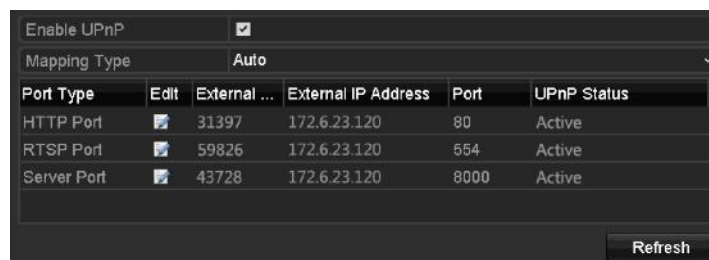 Enable UPnP
Mapping Type Auto
Port Type Edit External ... External IP Address Port UPnP Status
HTTP Port 31397 172.6.23.120 80 Active
RTSP Port 59826 172.6.23.120 554 Active
Server Port 43728 172.6.23.120 8000 Active
Refresh